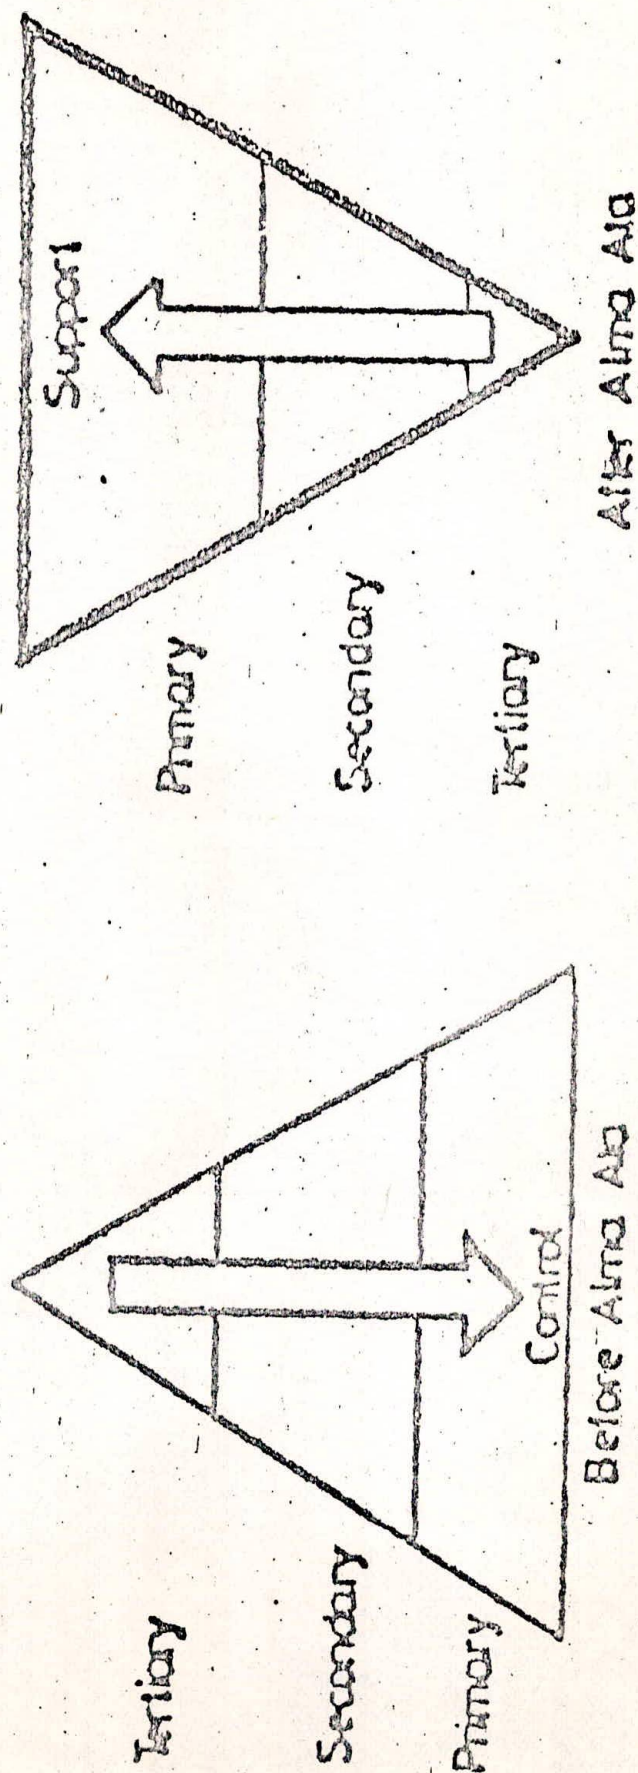 Tertiary
Secondary
Primary
Control
Before Alma Ata
Support
Primary
Secondary
Tertiary
After Alma Ata